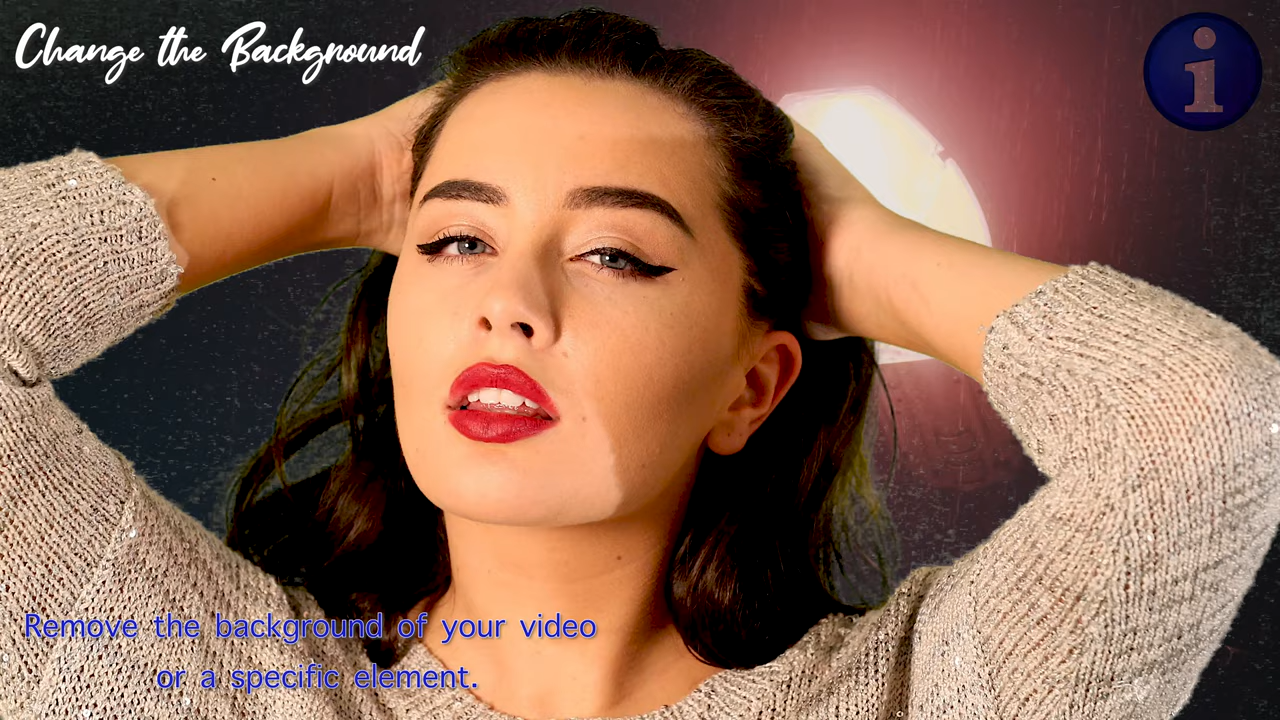 Change the Background
i
Remove the background of your video
or a specific element.